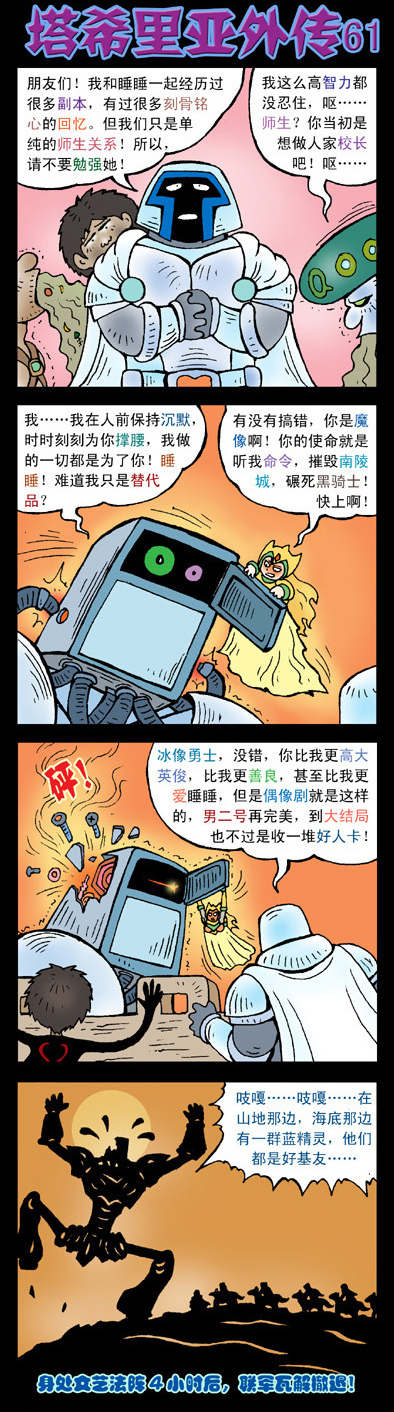 塔希里亚外传61
朋友们！我和睡睡一起经历过
很多副本，有过很多刻骨铭
心的回忆。但我们只是单
纯的师生关系！所以，
请不要勉强她！
我这么高智力都
没忍住，呕……
师生？你当初是
想做人家校长
吧！呕……
我……我在人前保持沉默，
时时刻刻为你撑腰，我做
的一切都是为了你！睡
睡！难道我只是替代
品？
有没有搞错，你是魔
像啊！你的使命就是
听我命令，摧毁南陵
城，碾死黑骑士！
快上啊！
砰！
冰像勇士，没错，你比我更高大
英俊，比我更善良，甚至比我更
爱睡睡，但是偶像剧就是这样
的，男二号再完美，到大结局
也不过是收一堆好人卡！
吱嘎……吱嘎……在
山地那边，海底那边
有一群蓝精灵，他们
都是好基友……
身处文艺法阵4小时后，联军瓦解撤退！